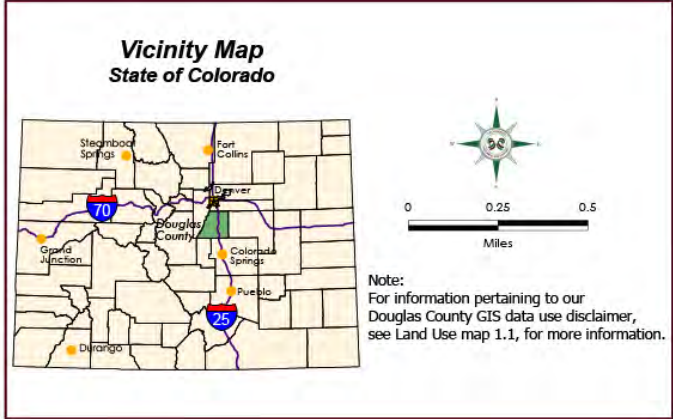 Vicinity Map
State of Colorado
Steamboat
Springs
Fort
Collins
Denver
70
Douglas
County
Grand
Junction
Colorado
Springs
Pueblo
25
Durango
N
W
E
S
0
0.25
0.5
Miles
Note:
For information pertaining to our
Douglas County GIS data use disclaimer,
see Land Use map 1.1, for more information.